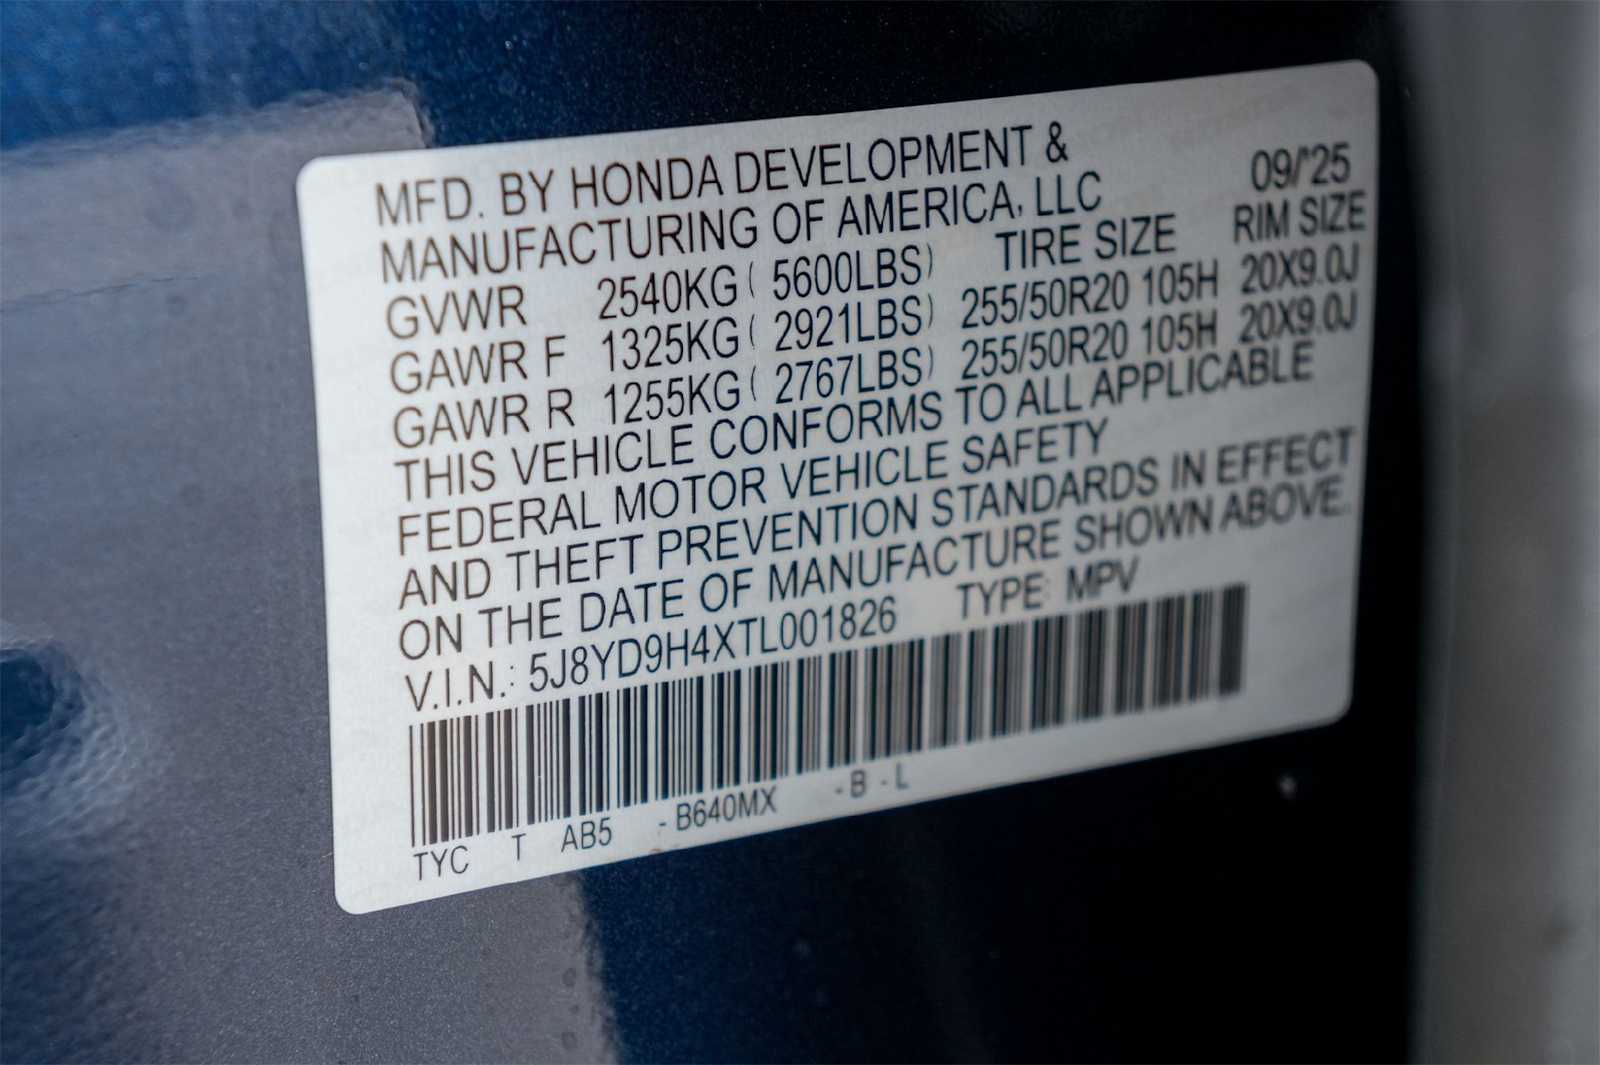 MFD. BY HONDA DEVELOPMENT &
MANUFACTURING OF AMERICA, LLC 09/'25
GVWR 2540KG ( 5600LBS) TIRE SIZE RIM SIZE
GAWR F 1325KG ( 2921LBS) 255/50R20 105H 20X9.0J
GAWR R 1255KG ( 2767LBS) 255/50R20 105H 20X9.0J
THIS VEHICLE CONFORMS TO ALL APPLICABLE
FEDERAL MOTOR VEHICLE SAFETY
AND THEFT PREVENTION STANDARDS IN EFFECT
ON THE DATE OF MANUFACTURE SHOWN ABOVE.
V.I.N.: 5J8YD9H4XTL001826 TYPE: MPV
TYC T AB5 - B640MX - B - L